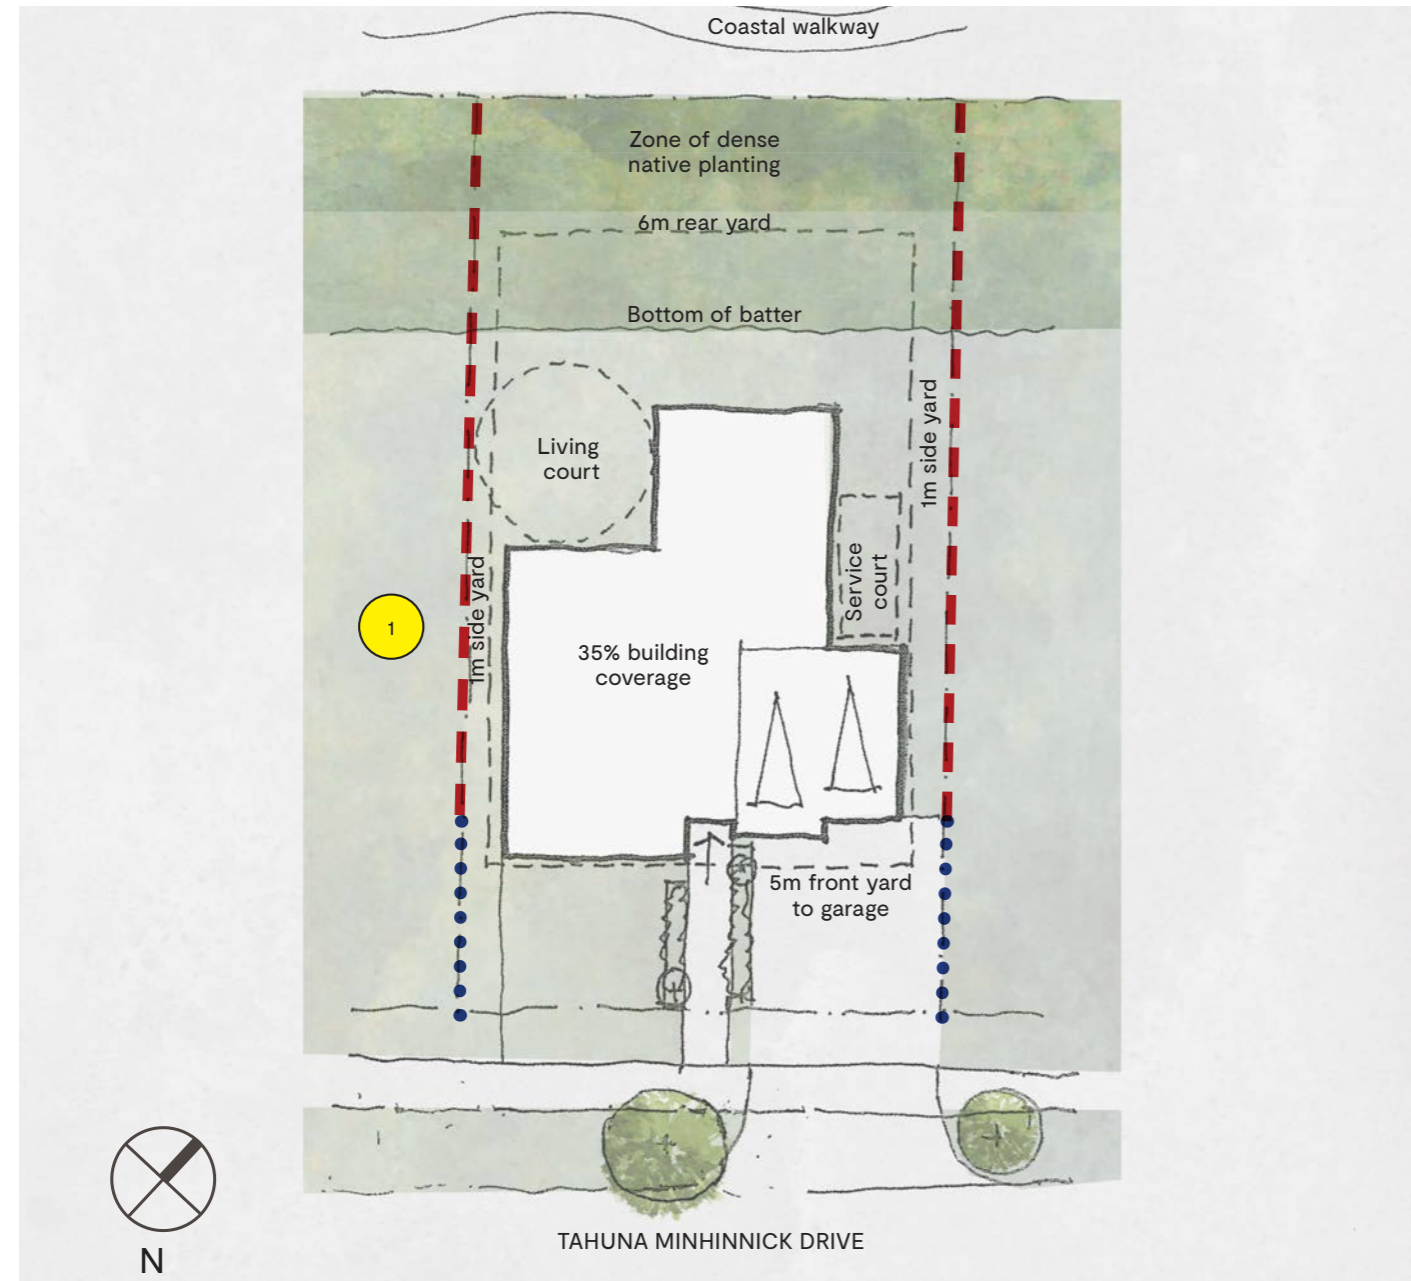 Coastal walkway
Zone of dense
native planting
6m rear yard
Bottom of batter
1m side yard
Living
court
Service
court
1m side yard
1
35% building
coverage
5m front yard
to garage
TAHUNA MINHINNICK DRIVE
N